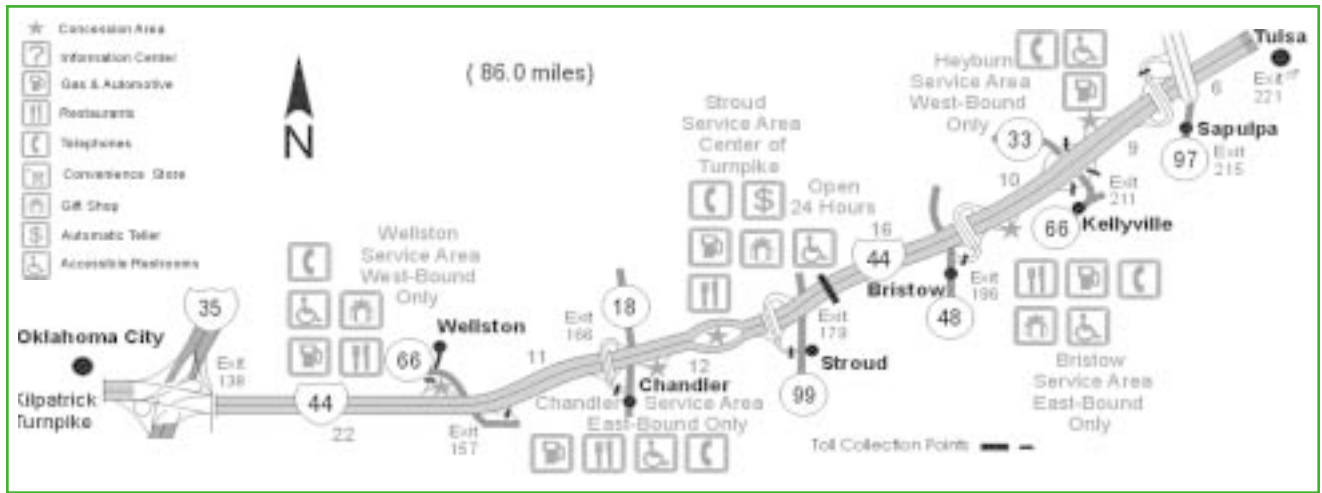 Concession Area
Information Center
Gas & Automotive
Restaurants
Telephones
Convenience Store
Gift Shop
Automatic Teller
Accessible Restrooms
N
( 86.0 miles)
Oklahoma City
Kilpatrick
Turnpike
35
Exit
138
44
22
Wellston
Service Area
West-Bound
Only
66
Wellston
Exit
157
11
Exit
166
18
Chandler
Chandler Service Area
East-Bound Only
12
Stroud
Service Area
Center of
Turnpike
Open
24 Hours
Exit
179
Stroud
99
16
44
Bristow
Exit
196
48
Bristow
Service Area
East-Bound
Only
Heyburn
Service Area
West-Bound
Only
33
10
Exit
211
66
Kellyville
9
97
Sapulpa
Exit
215
6
Tulsa
Exit
221
Toll Collection Points